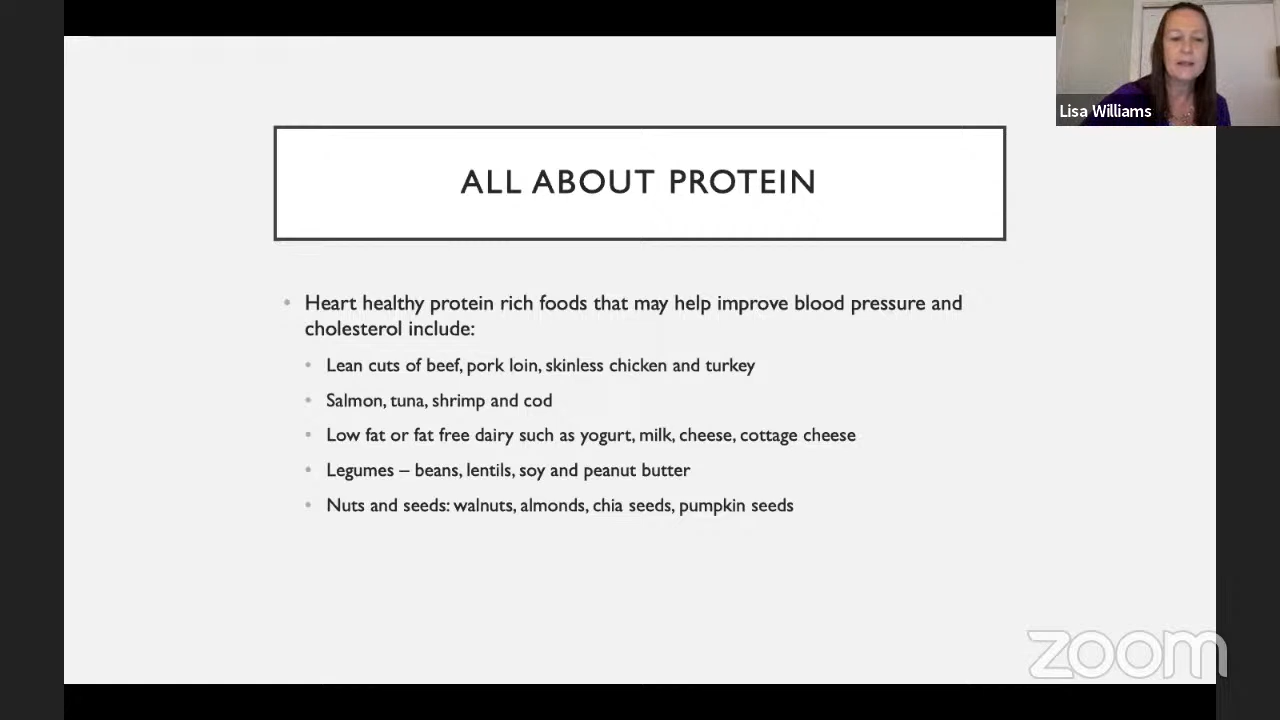 Lisa Williams
ALL ABOUT PROTEIN
Heart healthy protein rich foods that may help improve blood pressure and
cholesterol include:
Lean cuts of beef, pork loin, skinless chicken and turkey
Salmon, tuna, shrimp and cod
Low fat or fat free dairy such as yogurt, milk, cheese, cottage cheese
Legumes – beans, lentils, soy and peanut butter
Nuts and seeds: walnuts, almonds, chia seeds, pumpkin seeds
zoom